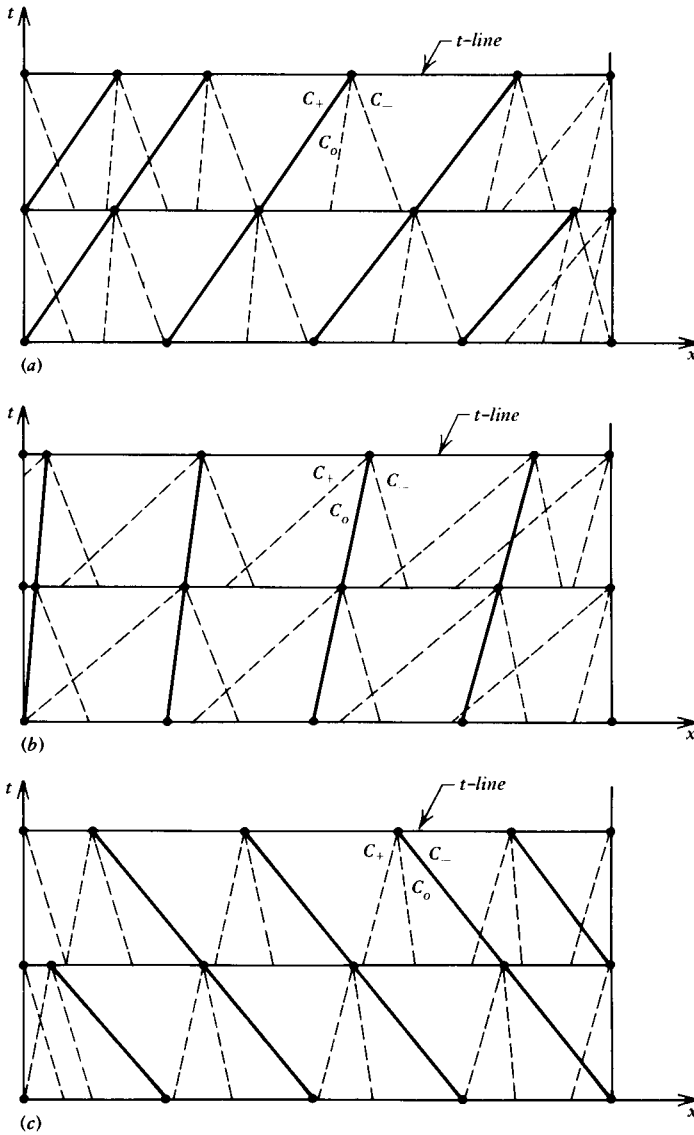 t
t-line
C+ C−
Co
x
(a)
t
t-line
C+ C−
Co
x
(b)
t
t-line
C+ C−
Co
x
(c)